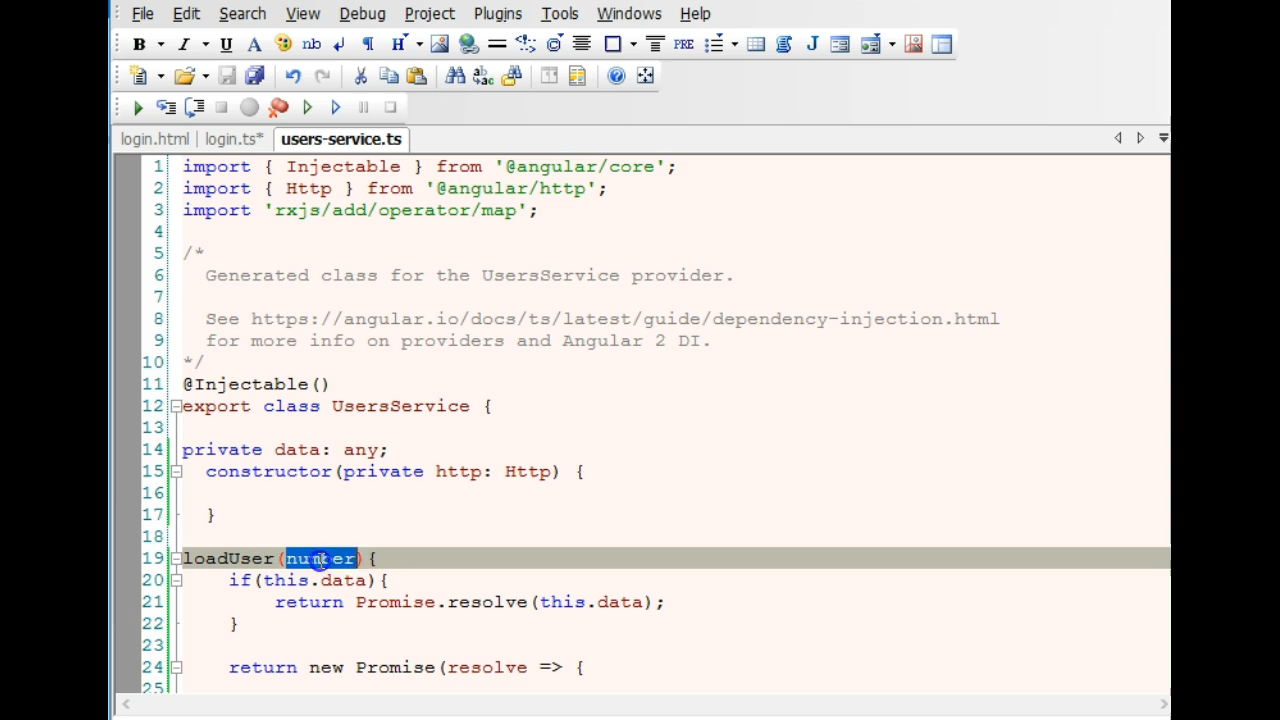 File Edit Search View Debug Project Plugins Tools Windows Help
B I U A nb ↵ ¶ H PRE J
login.html | login.ts* users-service.ts
1 import { Injectable } from '@angular/core';
2 import { Http } from '@angular/http';
3 import 'rxjs/add/operator/map';
4
5 /*
6 Generated class for the UsersService provider.
7
8 See https://angular.io/docs/ts/latest/guide/dependency-injection.html
9 for more info on providers and Angular 2 DI.
10 */
11 @Injectable()
12 export class UsersService {
13
14 private data: any;
15 constructor(private http: Http) {
16
17 }
18
19 loadUser(number){
20 if(this.data){
21 return Promise.resolve(this.data);
22 }
23
24 return new Promise(resolve => {
25